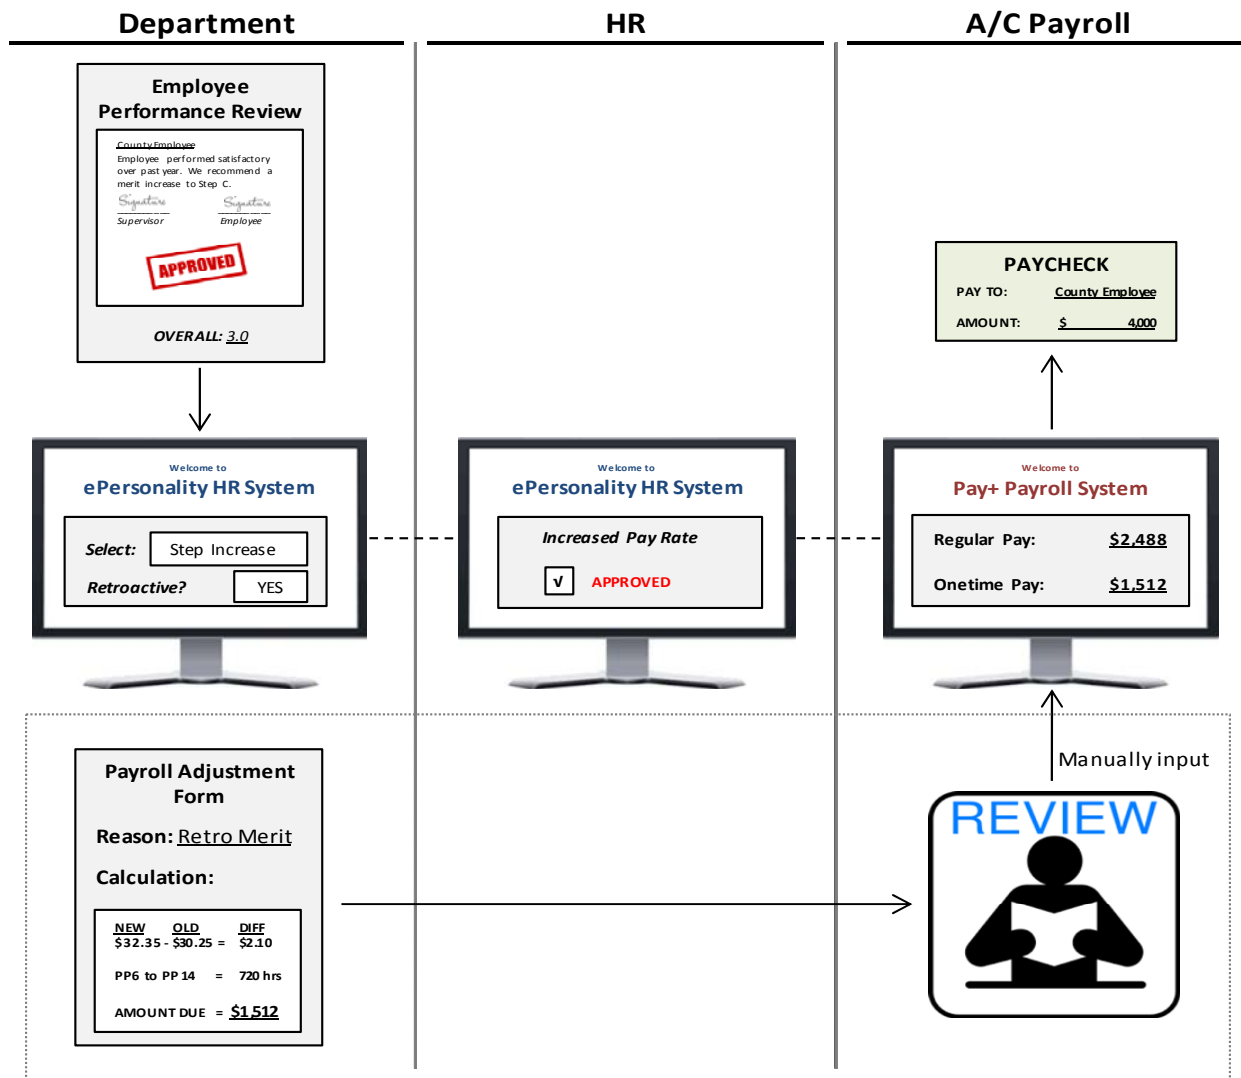 Department
HR
A/C Payroll
Employee
Performance Review
County Employee
Employee performed satisfactory
over past year. We recommend a
merit increase to Step C.
Signature Signature
Supervisor Employee
APPROVED
OVERALL: 3.0
PAYCHECK
PAY TO: County Employee
AMOUNT: $ 4,000
Welcome to
ePersonality HR System
Select: Step Increase
Retroactive? YES
Welcome to
ePersonality HR System
Increased Pay Rate
√ APPROVED
Welcome to
Pay+ Payroll System
Regular Pay: $2,488
Onetime Pay: $1,512
Payroll Adjustment
Form
Reason: Retro Merit
Calculation:
NEW OLD DIFF
$32.35 - $30.25 = $2.10
PP6 to PP 14 = 720 hrs
AMOUNT DUE = $1,512
Manually input
REVIEW